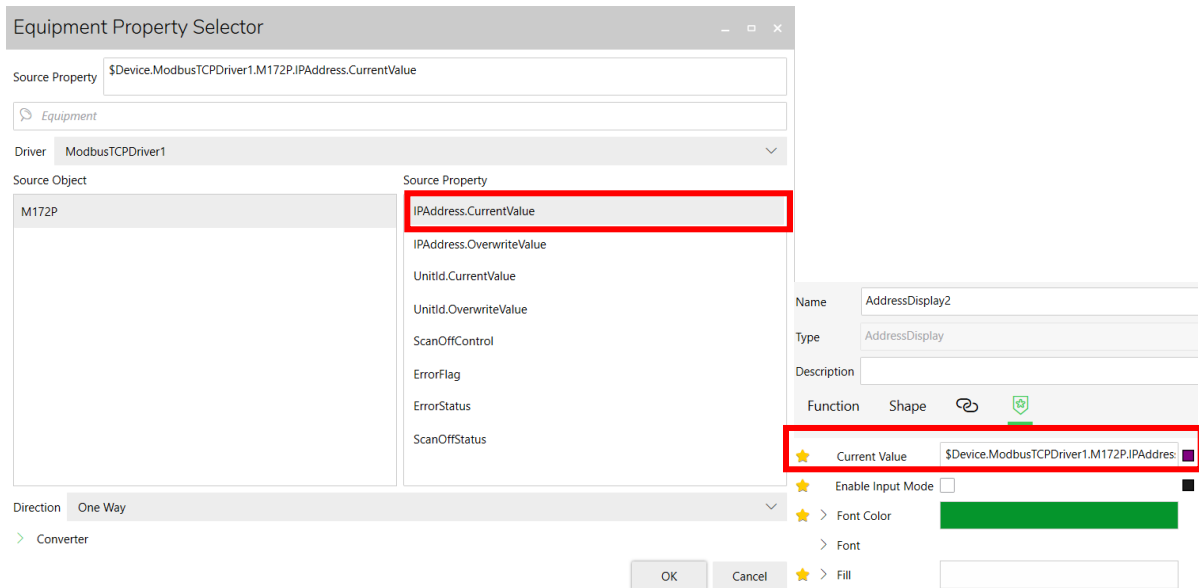 Equipment Property Selector
Source Property $Device.ModbusTCPDriver1.M172P.IPAddress.CurrentValue
Equipment
Driver ModbusTCPDriver1
Source Object
M172P
Source Property
IPAddress.CurrentValue
IPAddress.OverwriteValue
UnitId.CurrentValue
UnitId.OverwriteValue
ScanOffControl
ErrorFlag
ErrorStatus
ScanOffStatus
Direction One Way
Converter
OK Cancel
Name AddressDisplay2
Type AddressDisplay
Description
Function Shape
Current Value $Device.ModbusTCPDriver1.M172P.IPAddres
Enable Input Mode
Font Color
Font
Fill